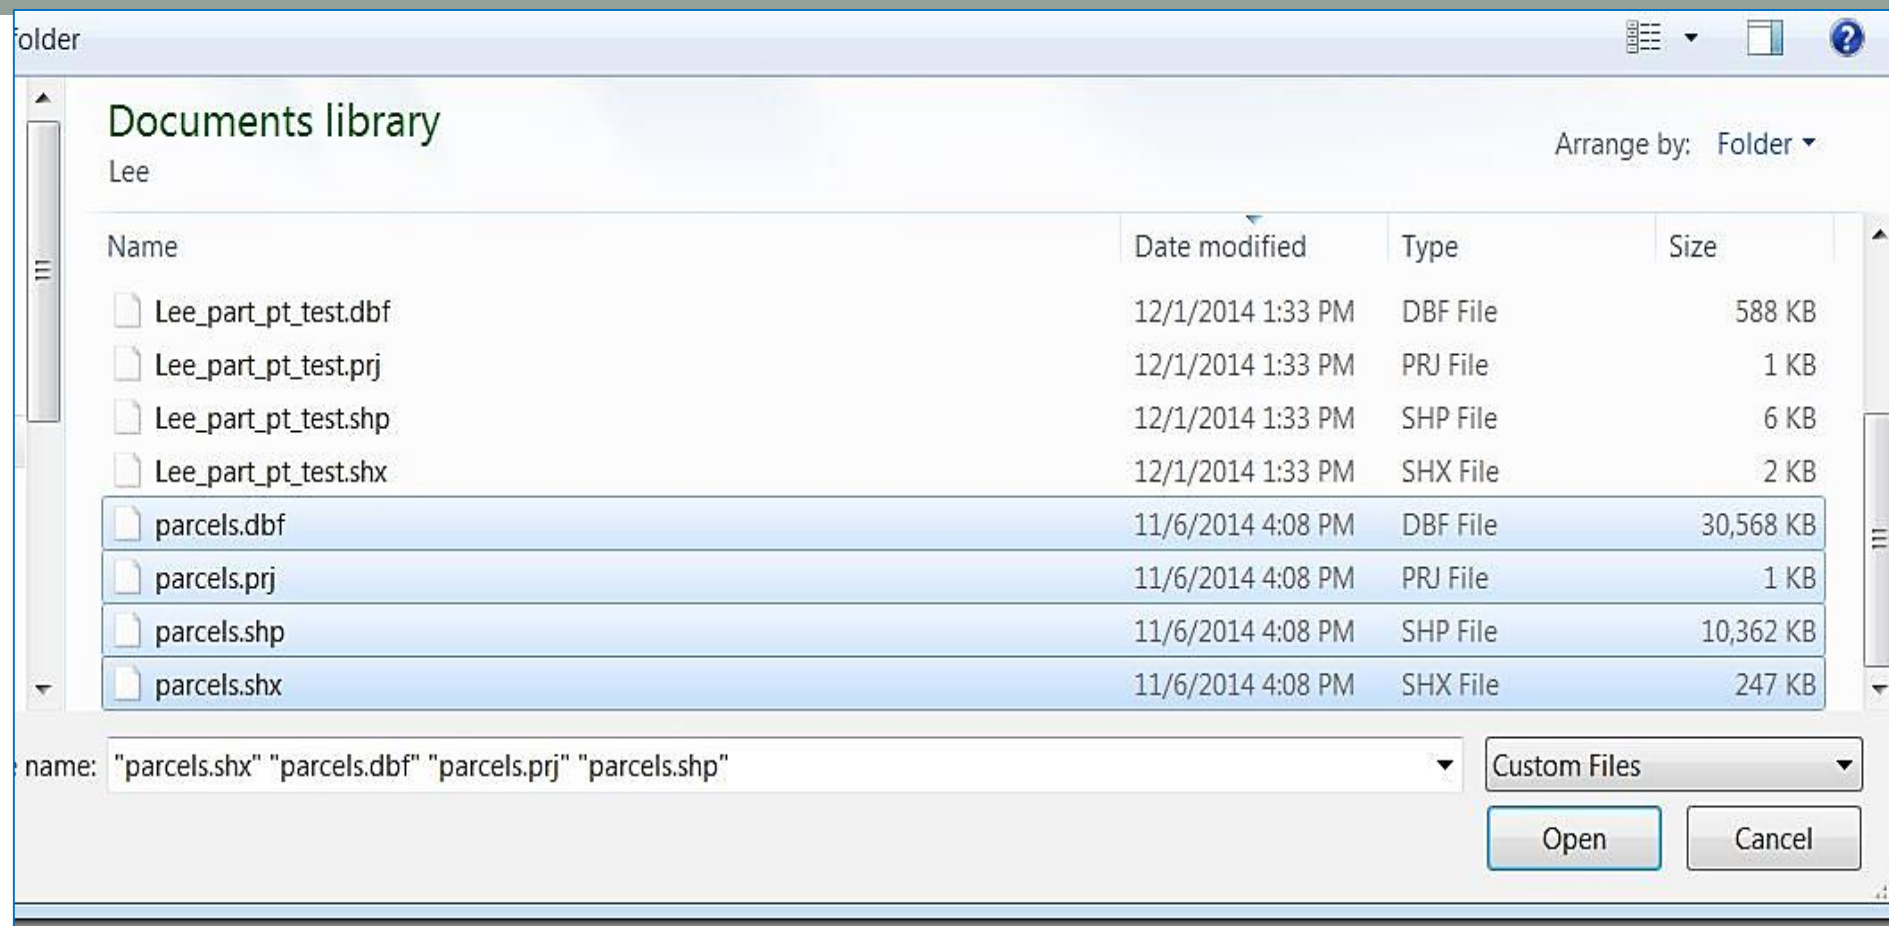 folder
Documents library
Lee
Arrange by: Folder
Name Date modified Type Size
Lee_part_pt_test.dbf 12/1/2014 1:33 PM DBF File 588 KB
Lee_part_pt_test.prj 12/1/2014 1:33 PM PRJ File 1 KB
Lee_part_pt_test.shp 12/1/2014 1:33 PM SHP File 6 KB
Lee_part_pt_test.shx 12/1/2014 1:33 PM SHX File 2 KB
parcels.dbf 11/6/2014 4:08 PM DBF File 30,568 KB
parcels.prj 11/6/2014 4:08 PM PRJ File 1 KB
parcels.shp 11/6/2014 4:08 PM SHP File 10,362 KB
parcels.shx 11/6/2014 4:08 PM SHX File 247 KB
name: "parcels.shx" "parcels.dbf" "parcels.prj" "parcels.shp" Custom Files
Open Cancel